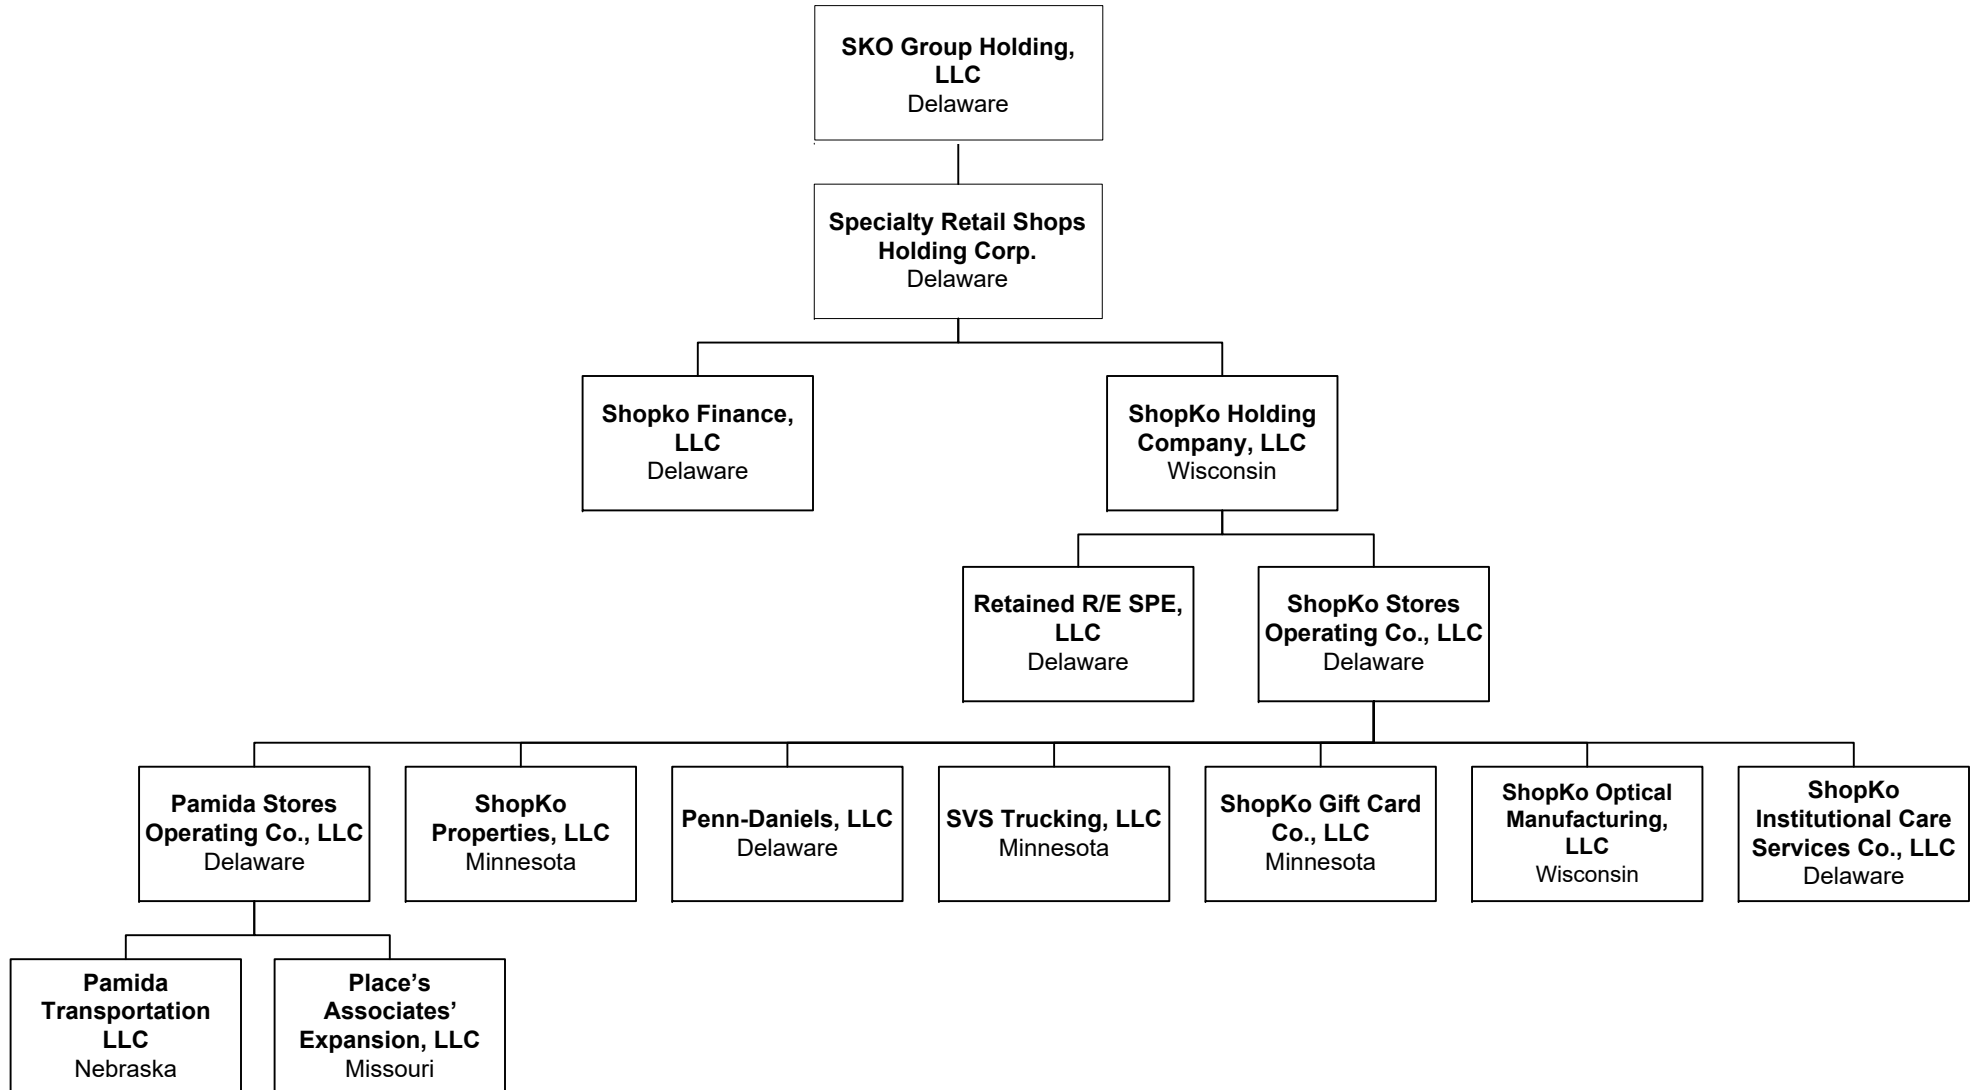 SKO Group Holding,
LLC
Delaware
Specialty Retail Shops
Holding Corp.
Delaware
Shopko Finance,
LLC
Delaware
ShopKo Holding
Company, LLC
Wisconsin
Retained R/E SPE,
LLC
Delaware
ShopKo Stores
Operating Co., LLC
Delaware
Pamida Stores
Operating Co., LLC
Delaware
ShopKo
Properties, LLC
Minnesota
Penn-Daniels, LLC
Delaware
SVS Trucking, LLC
Minnesota
ShopKo Gift Card
Co., LLC
Minnesota
ShopKo Optical
Manufacturing,
LLC
Wisconsin
ShopKo
Institutional Care
Services Co., LLC
Delaware
Pamida
Transportation
LLC
Nebraska
Place’s
Associates’
Expansion, LLC
Missouri